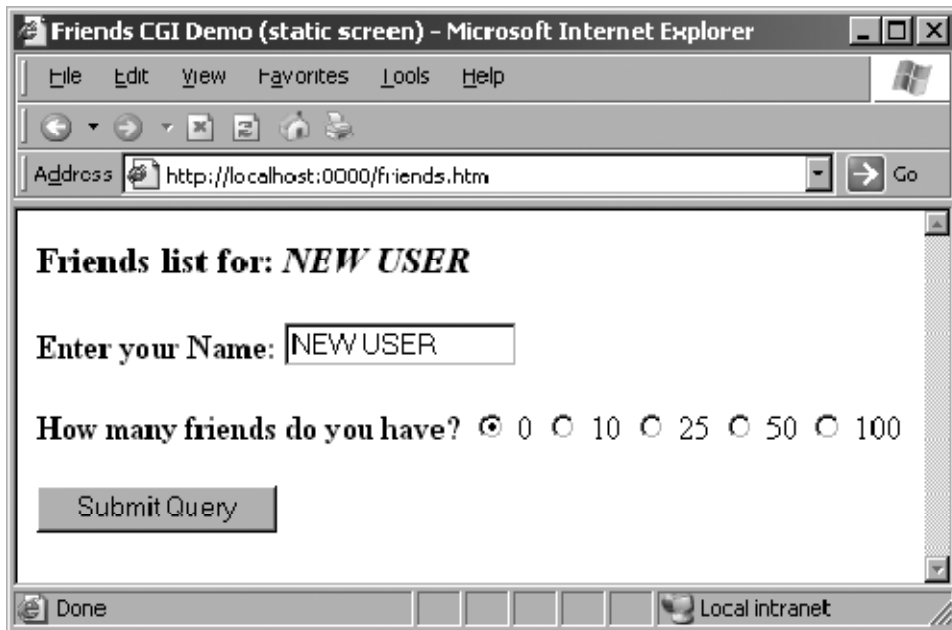 Friends CGI Demo (static screen) - Microsoft Internet Explorer
File Edit View Favorites Tools Help
Address http://localhost:0000/friends.htm Go
Friends list for: NEW USER
Enter your Name: NEW USER
How many friends do you have? 0 10 25 50 100
Submit Query
Done Local intranet